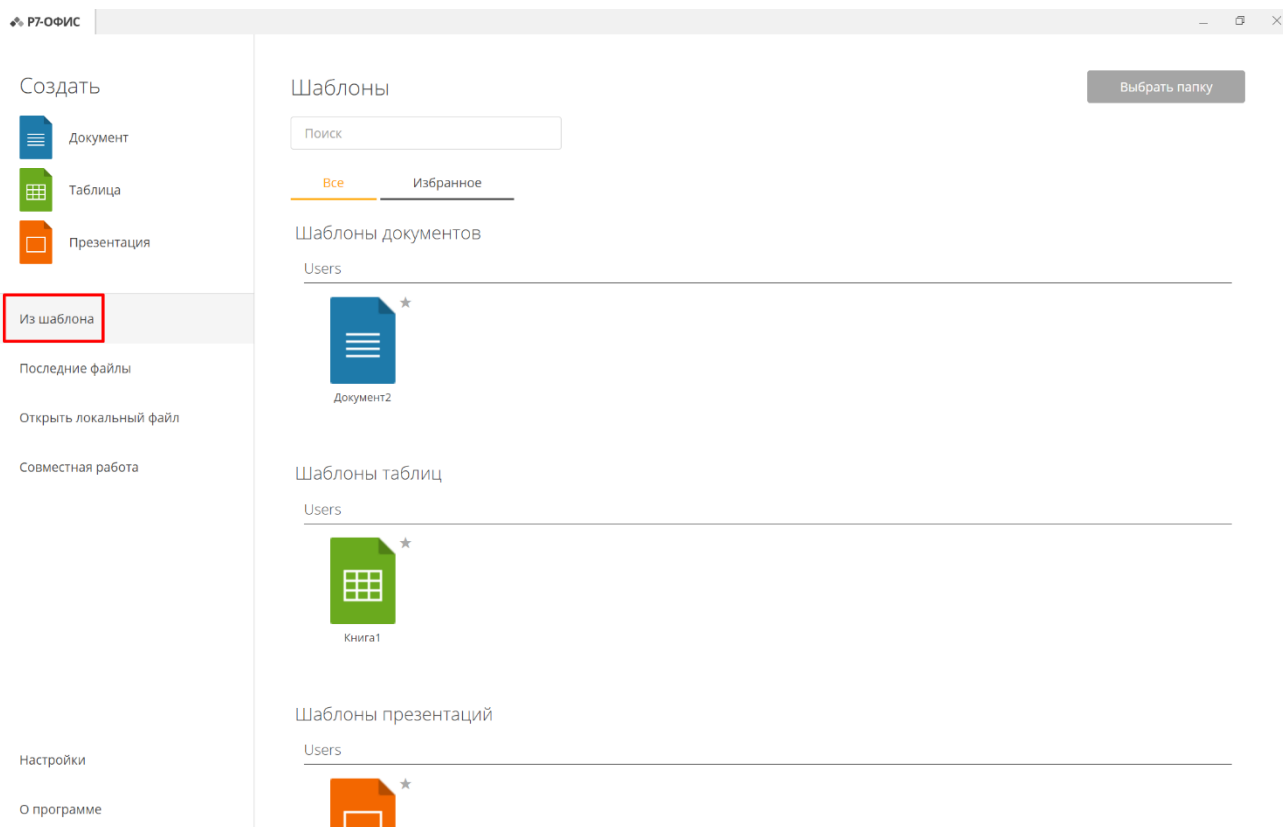 Р7-ОФИС
Создать
Документ
Таблица
Презентация
Из шаблона
Последние файлы
Открыть локальный файл
Совместная работа
Настройки
О программе
Шаблоны
Выбрать папку
Поиск
Все Избранное
Шаблоны документов
Users
Документ2
Шаблоны таблиц
Users
Книга1
Шаблоны презентаций
Users